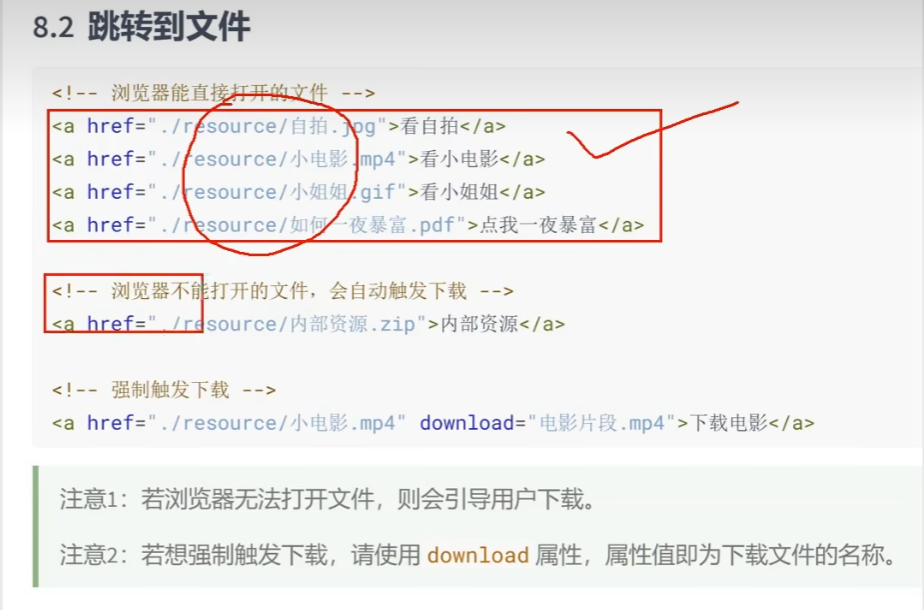 8.2 跳转到文件
<!-- 浏览器能直接打开的文件 -->
<a href="./resource/自拍.jpg">看自拍</a>
<a href="./resource/小电影.mp4">看小电影</a>
<a href="./resource/小姐姐.gif">看小姐姐</a>
<a href="./resource/如何一夜暴富.pdf">点我一夜暴富</a>
<!-- 浏览器不能打开的文件，会自动触发下载 -->
<a href="./resource/内部资源.zip">内部资源</a>
<!-- 强制触发下载 -->
<a href="./resource/小电影.mp4" download="电影片段.mp4">下载电影</a>
注意1：若浏览器无法打开文件，则会引导用户下载。
注意2：若想强制触发下载，请使用 download 属性，属性值即为下载文件的名称。